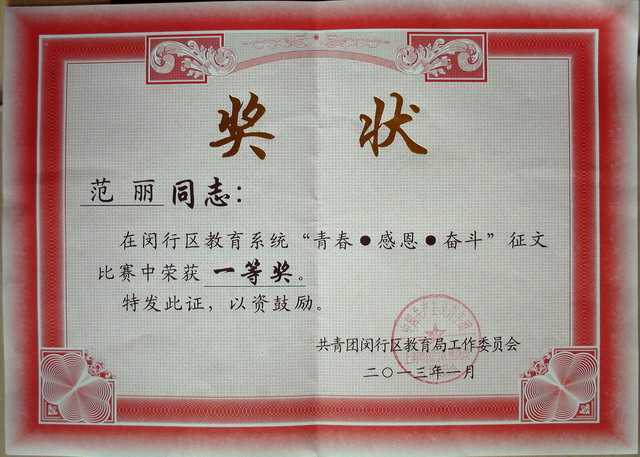 奖状
范丽同志：
在闵行区教育系统“青春●感恩●奋斗”征文
比赛中荣获一等奖。
特发此证，以资鼓励。
共青团闵行区教育局工作委员会
二〇一三年一月